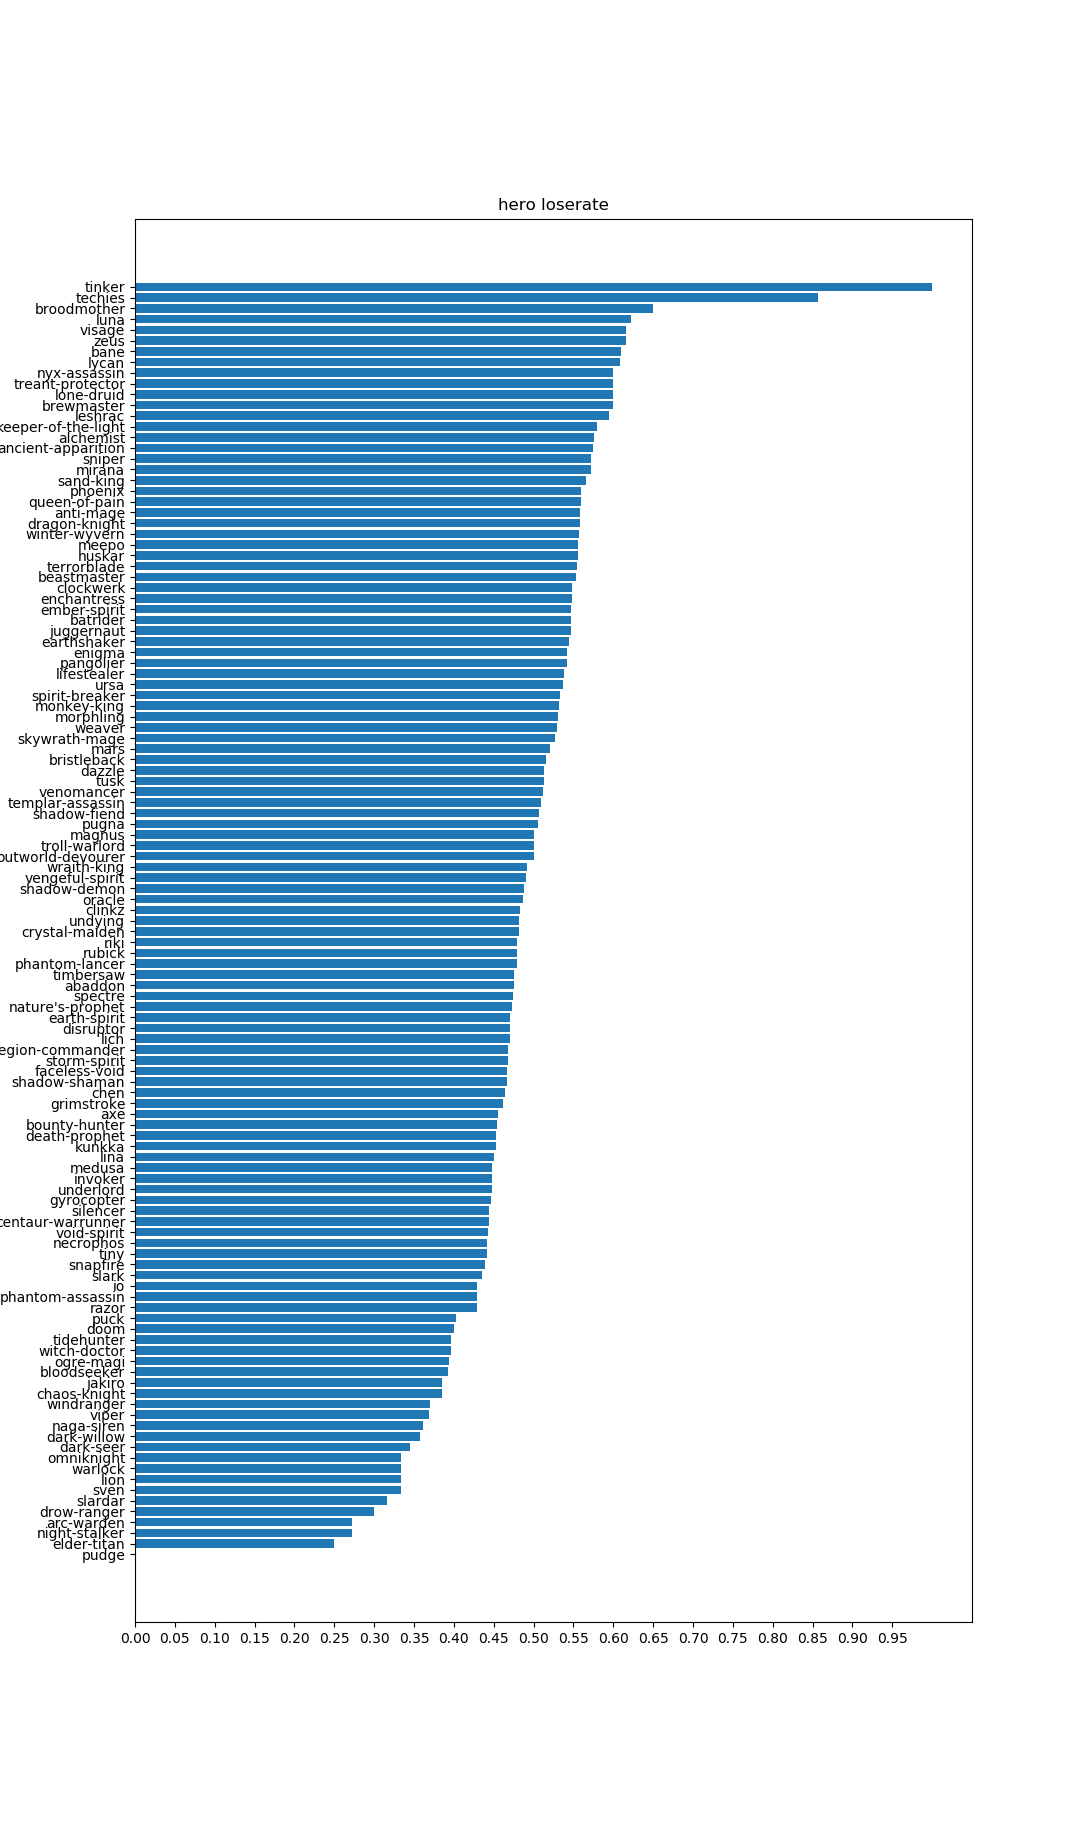 hero loserate
tinker
techies
broodmother
luna
visage
zeus
bane
lycan
nyx-assassin
treant-protector
lone-druid
brewmaster
leshrac
keeper-of-the-light
alchemist
ancient-apparition
sniper
mirana
sand-king
phoenix
queen-of-pain
anti-mage
dragon-knight
winter-wyvern
meepo
huskar
terrorblade
beastmaster
clockwerk
enchantress
ember-spirit
batrider
juggernaut
earthshaker
enigma
pangolier
lifestealer
ursa
spirit-breaker
monkey-king
morphling
weaver
skywrath-mage
mars
bristleback
dazzle
tusk
venomancer
templar-assassin
shadow-fiend
pugna
magnus
troll-warlord
outworld-devourer
wraith-king
vengeful-spirit
shadow-demon
oracle
clinkz
undying
crystal-maiden
riki
rubick
phantom-lancer
timbersaw
abaddon
spectre
nature's-prophet
earth-spirit
disruptor
lich
egion-commander
storm-spirit
faceless-void
shadow-shaman
chen
grimstroke
axe
bounty-hunter
death-prophet
kunkka
lina
medusa
invoker
underlord
gyrocopter
silencer
centaur-warrunner
void-spirit
necrophos
tiny
snapfire
slark
io
phantom-assassin
razor
puck
doom
tidehunter
witch-doctor
ogre-magi
bloodseeker
jakiro
chaos-knight
windranger
viper
naga-siren
dark-willow
dark-seer
omniknight
warlock
lion
sven
slardar
drow-ranger
arc-warden
night-stalker
elder-titan
pudge
0.00 0.05 0.10 0.15 0.20 0.25 0.30 0.35 0.40 0.45 0.50 0.55 0.60 0.65 0.70 0.75 0.80 0.85 0.90 0.95